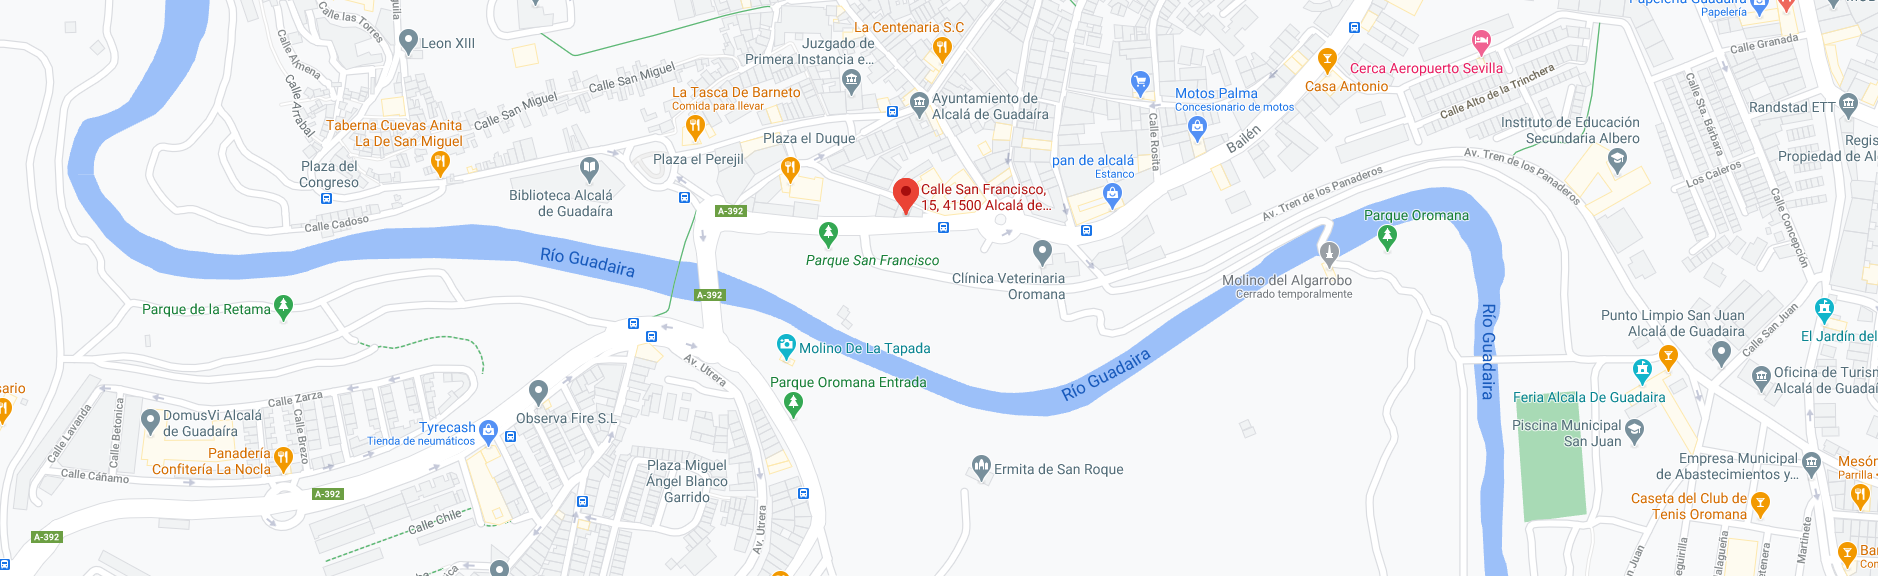 Calle las Torres
Calle Almena
Calle Arrabal
Leon XIII
Calle San Miguel
Calle San Miguel
Taberna Cuevas Anita
La De San Miguel
Plaza del
Congreso
Calle Cadoso
La Centenaria S.C
Juzgado de
Primera Instancia e...
La Tasca De Barneto
Comida para llevar
Ayuntamiento de
Alcalá de Guadaíra
Plaza el Duque
Plaza el Perejil
Biblioteca Alcalá
de Guadaíra
Calle San Francisco,
15, 41500 Alcalá de...
A-392
Parque San Francisco
Motos Palma
Concesionario de motos
Calle Rosita
pan de alcalá
Estanco
Bailén
Casa Antonio
Cerca Aeropuerto Sevilla
Calle Alto de la Trinchera
Papelería Guadaira
Papelería
Calle Granada
Calle Sta. Bárbara
Randstad ETT
Instituto de Educación
Secundaria Albero
Regis
Propiedad de Al
Los Caleros
Calle Concepción
Av. Tren de los Panaderos
Av. Tren de los Panaderos
Parque Oromana
Clínica Veterinaria
Oromana
Molino del Algarrobo
Cerrado temporalmente
Río Guadaira
A-392
Parque de la Retama
Molino De La Tapada
Av. Utrera
Parque Oromana Entrada
Río Guadaira
Río Guadaira
Punto Limpio San Juan
Alcalá de Guadaira
Calle San Juan
El Jardín del
Oficina de Turism
Alcalá de Guadaí
Feria Alcala De Guadaira
Piscina Municipal
San Juan
Empresa Municipal
de Abastecimientos y...
Mesón
Parrilla
Caseta del Club de
Tenis Oromana
Martinete
sario
Calle Zarza
Calle Lavanda
Calle Betonica
DomusVi Alcalá
de Guadaíra
Calle Brezo
Panadería
Confitería La Nocla
Calle Cáñamo
A-392
A-392
Observa Fire S.L
Tyrecash
Tienda de neumáticos
Plaza Miguel
Ángel Blanco
Garrido
Calle Chile
Av. Utrera
Ermita de San Roque